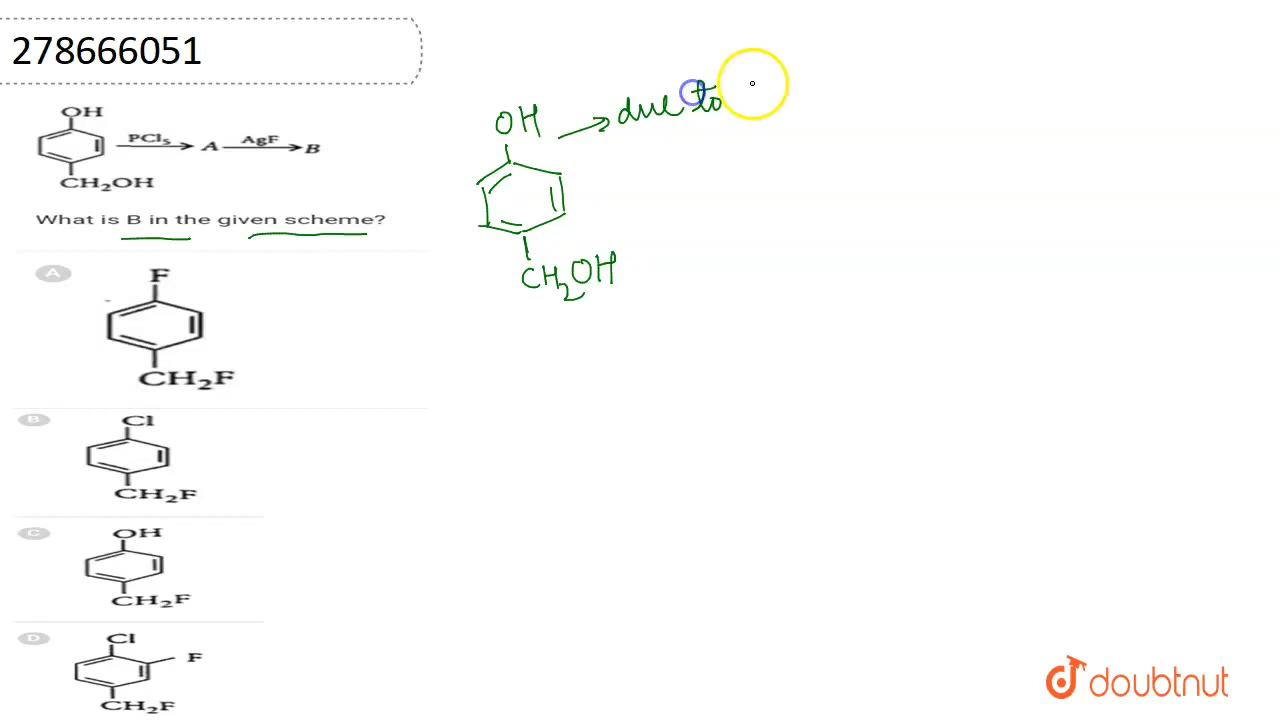 278666051
OH
PCl₅ A AgF B
CH₂OH
What is B in the given scheme?
A
F
CH₂F
B
Cl
CH₂F
C
OH
CH₂F
D
Cl
F
CH₂F
OH → due to
CH₂OH
doubtnut